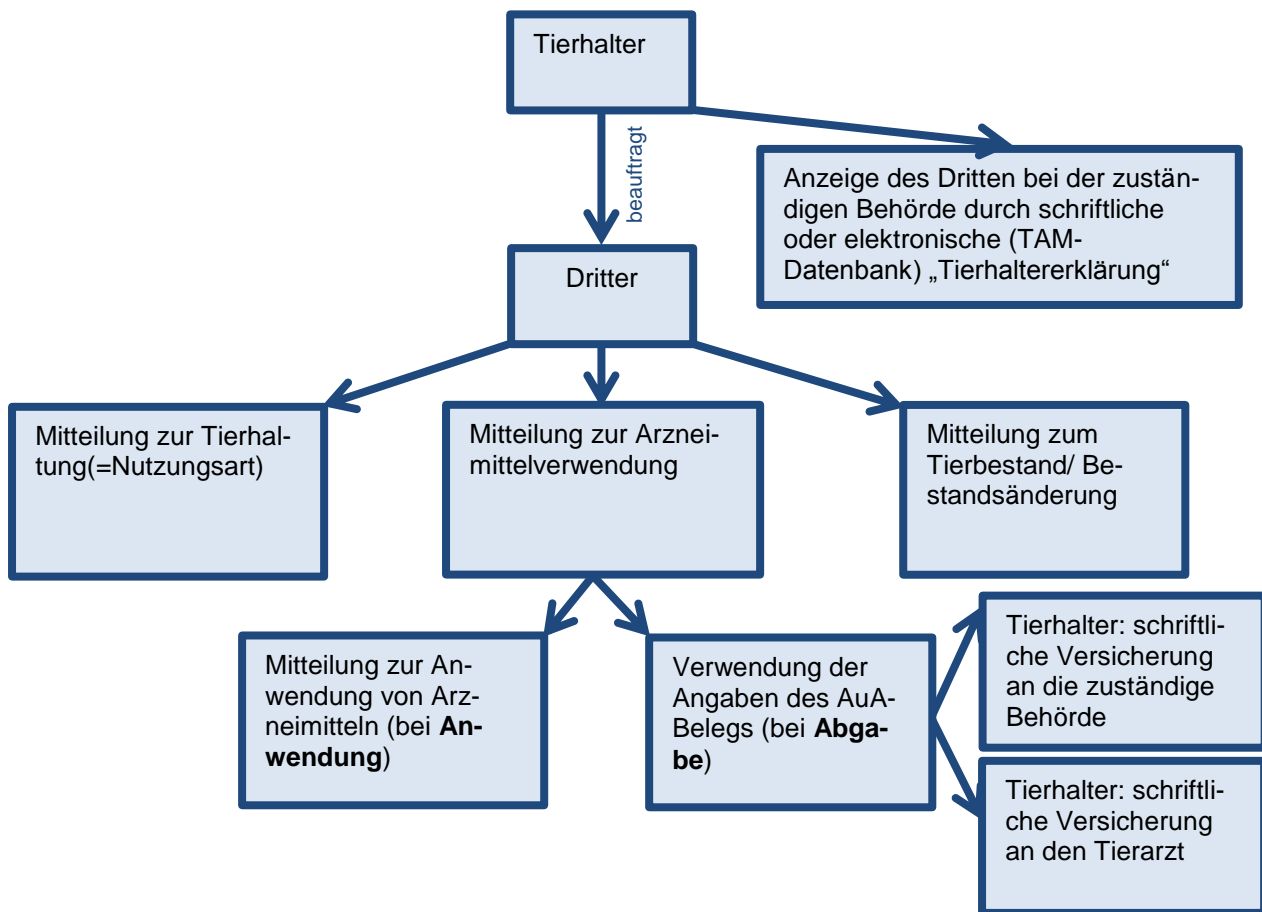 Tierhalter
beauftragt
Anzeige des Dritten bei der zustän-
digen Behörde durch schriftliche
oder elektronische (TAM-
Datenbank) „Tierhaltererklärung“
Dritter
Mitteilung zur Tierhal-
tung(=Nutzungsart)
Mitteilung zur Arznei-
mittelverwendung
Mitteilung zum
Tierbestand/ Be-
standsänderung
Mitteilung zur An-
wendung von Arz-
neimitteln (bei An-
wendung)
Verwendung der
Angaben des AuA-
Belegs (bei Abga-
be)
Tierhalter: schriftli-
che Versicherung
an die zuständige
Behörde
Tierhalter: schriftli-
che Versicherung
an den Tierarzt